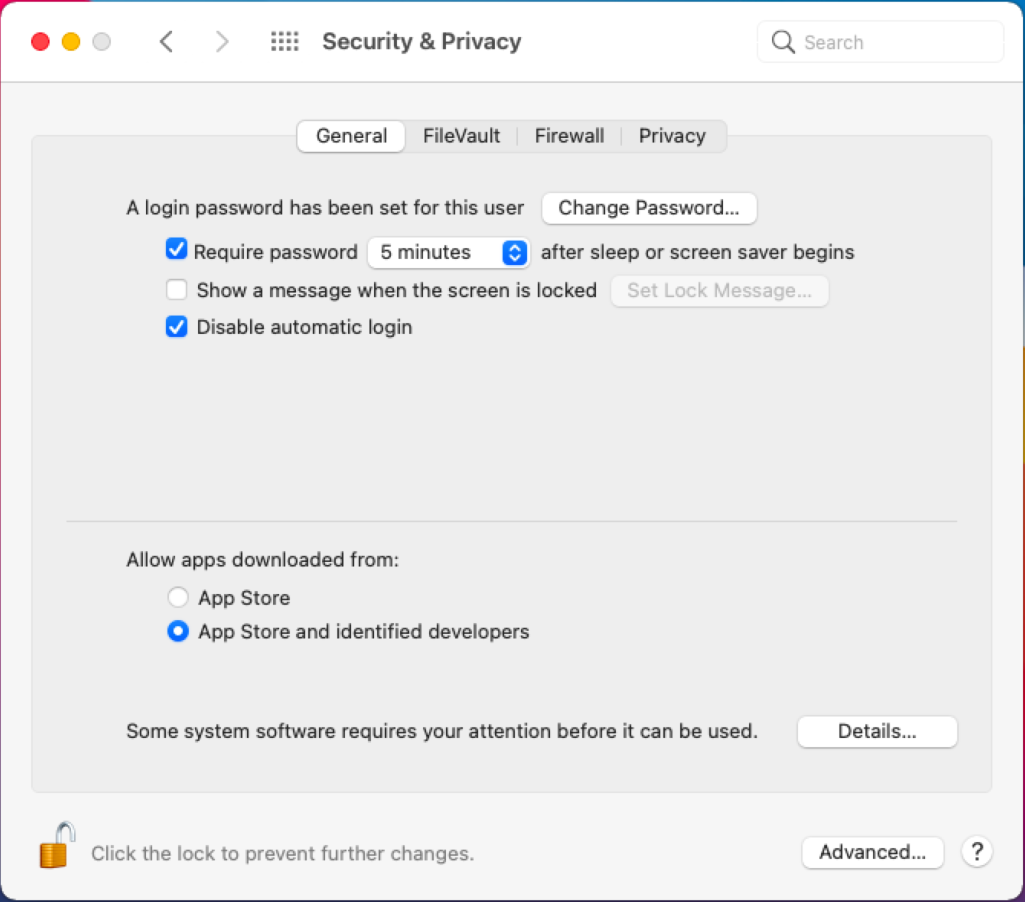 Security & Privacy Search
General FileVault Firewall Privacy
A login password has been set for this user Change Password...
Require password 5 minutes after sleep or screen saver begins
Show a message when the screen is locked Set Lock Message...
Disable automatic login
Allow apps downloaded from:
App Store
App Store and identified developers
Some system software requires your attention before it can be used. Details...
Click the lock to prevent further changes. Advanced... ?